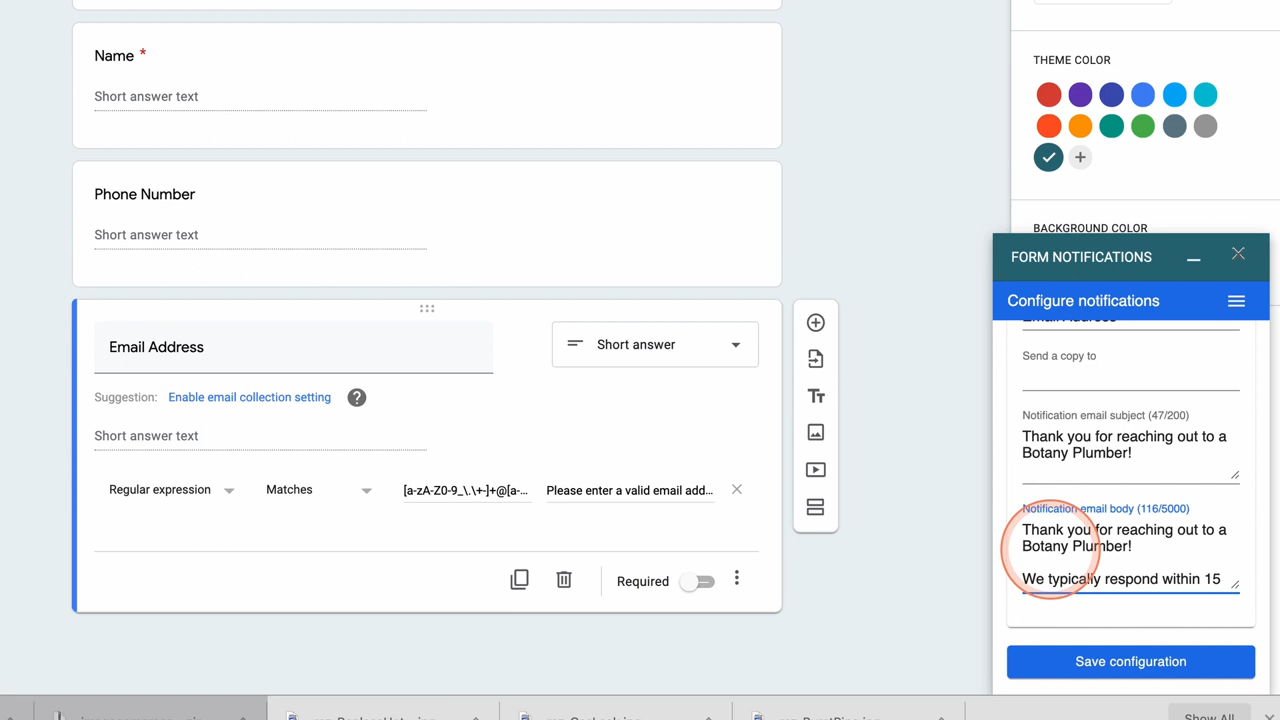 Name *
Short answer text
Phone Number
Short answer text
Email Address
Short answer
Suggestion: Enable email collection setting ?
Short answer text
Regular expression
Matches
[a-zA-Z0-9_\.\+-]+@[a-...
Please enter a valid email add...
Required
THEME COLOR
BACKGROUND COLOR
FORM NOTIFICATIONS
Configure notifications
Email Address
Send a copy to
Notification email subject (47/200)
Thank you for reaching out to a
Botany Plumber!
Notification email body (116/5000)
Thank you for reaching out to a
Botany Plumber!
We typically respond within 15
Save configuration
Show All